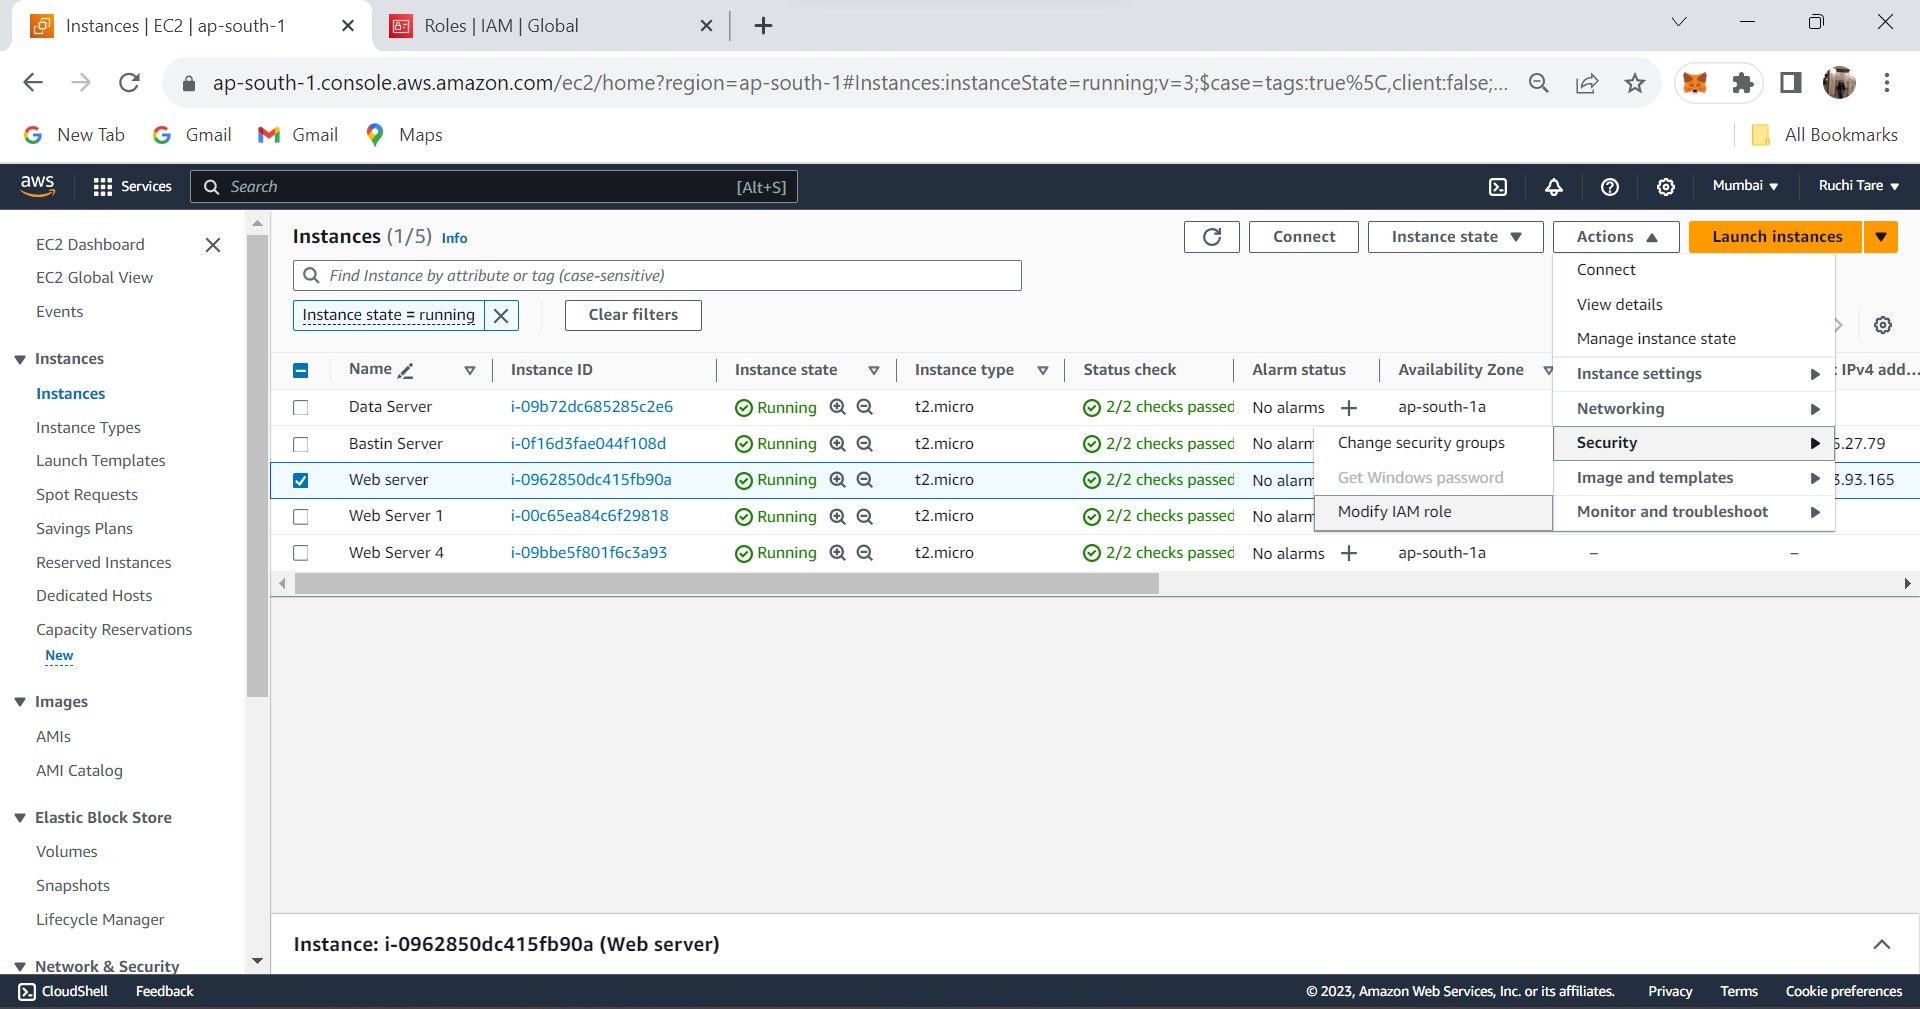 Instances | EC2 | ap-south-1
Roles | IAM | Global
ap-south-1.console.aws.amazon.com/ec2/home?region=ap-south-1#Instances:instanceState=running;v=3;$case=tags:true%5C,client:false;...
New Tab
Gmail
Gmail
Maps
All Bookmarks
aws
Services
Search
[Alt+S]
Mumbai
Ruchi Tare
EC2 Dashboard
EC2 Global View
Events
Instances
Instances
Instance Types
Launch Templates
Spot Requests
Savings Plans
Reserved Instances
Dedicated Hosts
Capacity Reservations
New
Images
AMIs
AMI Catalog
Elastic Block Store
Volumes
Snapshots
Lifecycle Manager
Network & Security
Instances (1/5) Info
Connect
Instance state
Actions
Launch instances
Find Instance by attribute or tag (case-sensitive)
Instance state = running
Clear filters
Name Instance ID Instance state Instance type Status check Alarm status Availability Zone IPv4 add...
Data Server i-09b72dc685285c2e6 Running t2.micro 2/2 checks passed No alarms ap-south-1a
Bastin Server i-0f16d3fae044f108d Running t2.micro 2/2 checks passed No alarm 5.27.79
Web server i-0962850dc415fb90a Running t2.micro 2/2 checks passed No alarm 3.93.165
Web Server 1 i-00c65ea84c6f29818 Running t2.micro 2/2 checks passed No alarm
Web Server 4 i-09bbe5f801f6c3a93 Running t2.micro 2/2 checks passed No alarms ap-south-1a – –
Connect
View details
Manage instance state
Instance settings
Networking
Security
Image and templates
Monitor and troubleshoot
Change security groups
Get Windows password
Modify IAM role
Instance: i-0962850dc415fb90a (Web server)
CloudShell
Feedback
© 2023, Amazon Web Services, Inc. or its affiliates.
Privacy
Terms
Cookie preferences